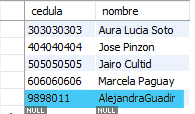 cedula nombre
303030303 Aura Lucia Soto
404040404 Jose Pinzon
505050505 Jairo Cultid
606060606 Marcela Paguay
9898011 AlejandraGuadir
NULL NULL